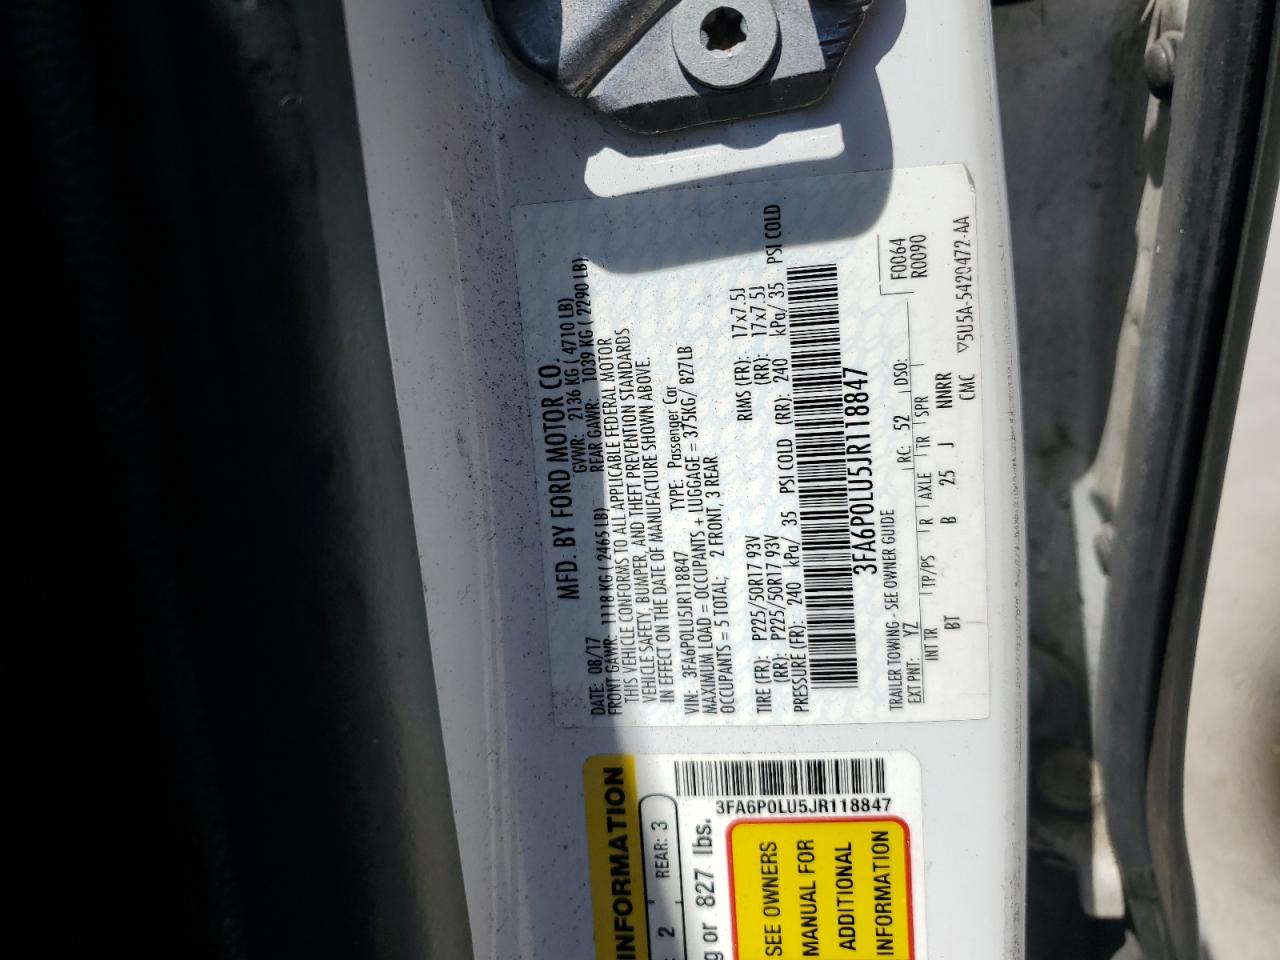 MFD. BY FORD MOTOR CO.
DATE: 08/17 GVWR: 2136 KG ( 4710 LB)
FRONT GAWR: 1118 KG ( 2465 LB) REAR GAWR: 1039 KG ( 2290 LB)
THIS VEHICLE CONFORMS TO ALL APPLICABLE FEDERAL MOTOR
VEHICLE SAFETY, BUMPER, AND THEFT PREVENTION STANDARDS
IN EFFECT ON THE DATE OF MANUFACTURE SHOWN ABOVE.
VIN: 3FA6P0LU5JR118847 TYPE: Passenger Car
MAXIMUM LOAD = OCCUPANTS + LUGGAGE = 375KG/ 827LB
OCCUPANTS = 5 TOTAL; 2 FRONT, 3 REAR
TIRE (FR): P225/50R17 93V RIMS (FR): 17x7.5J
(RR): P225/50R17 93V (RR): 17x7.5J
PRESSURE (FR): 240 kPa/ 35 PSI COLD (RR): 240 kPa/ 35 PSI COLD
3FA6P0LU5JR118847
TRAILER TOWING - SEE OWNER GUIDE F0064
EXT PNT: YZ RC: 52 DSO: R0090
INT TR TP/PS R AXLE TR SPR
BT B 25 J NNRR
CMC ▽5U5A-5420472-AA
INFORMATION
2 REAR: 3
g or 827 lbs.
3FA6P0LU5JR118847
SEE OWNERS
MANUAL FOR
ADDITIONAL
INFORMATION